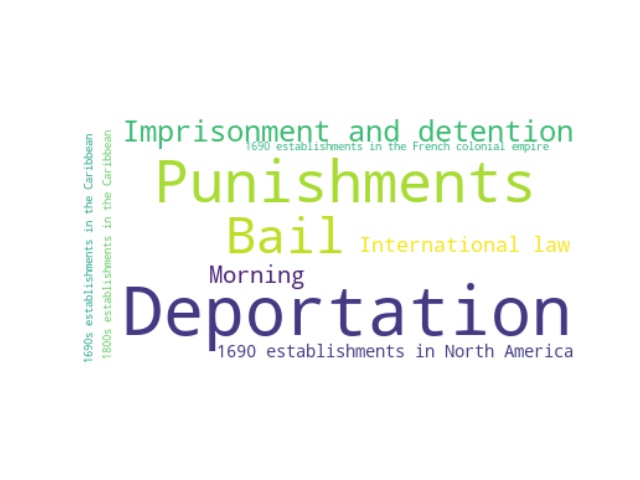 Imprisonment and detention
1690 establishments in the French colonial empire
Punishments
Bail
International law
Morning
Deportation
1690 establishments in North America
1690s establishments in the Caribbean
1800s establishments in the Caribbean